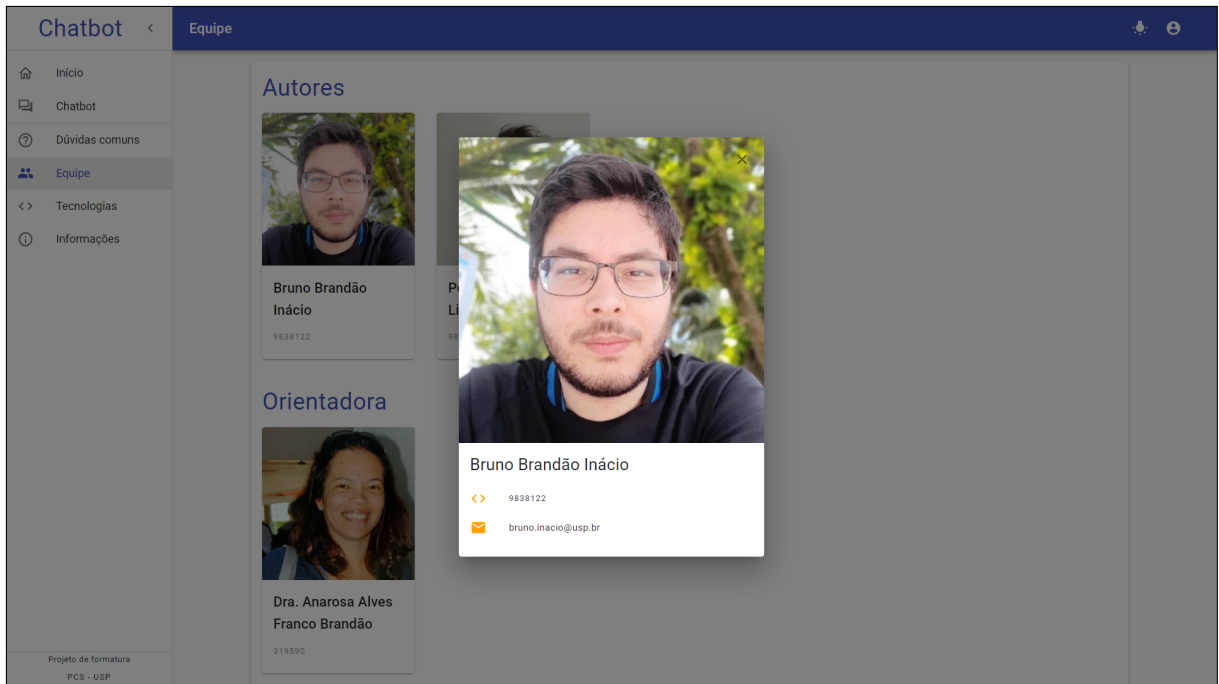 Chatbot
Equipe
Início
Chatbot
Dúvidas comuns
Equipe
Tecnologias
Informações
Projeto de formatura
PCS - USP
Autores
Bruno Brandão
Inácio
9838122
Orientadora
Dra. Anarosa Alves
Franco Brandão
319590
Bruno Brandão Inácio
9838122
bruno.inacio@usp.br